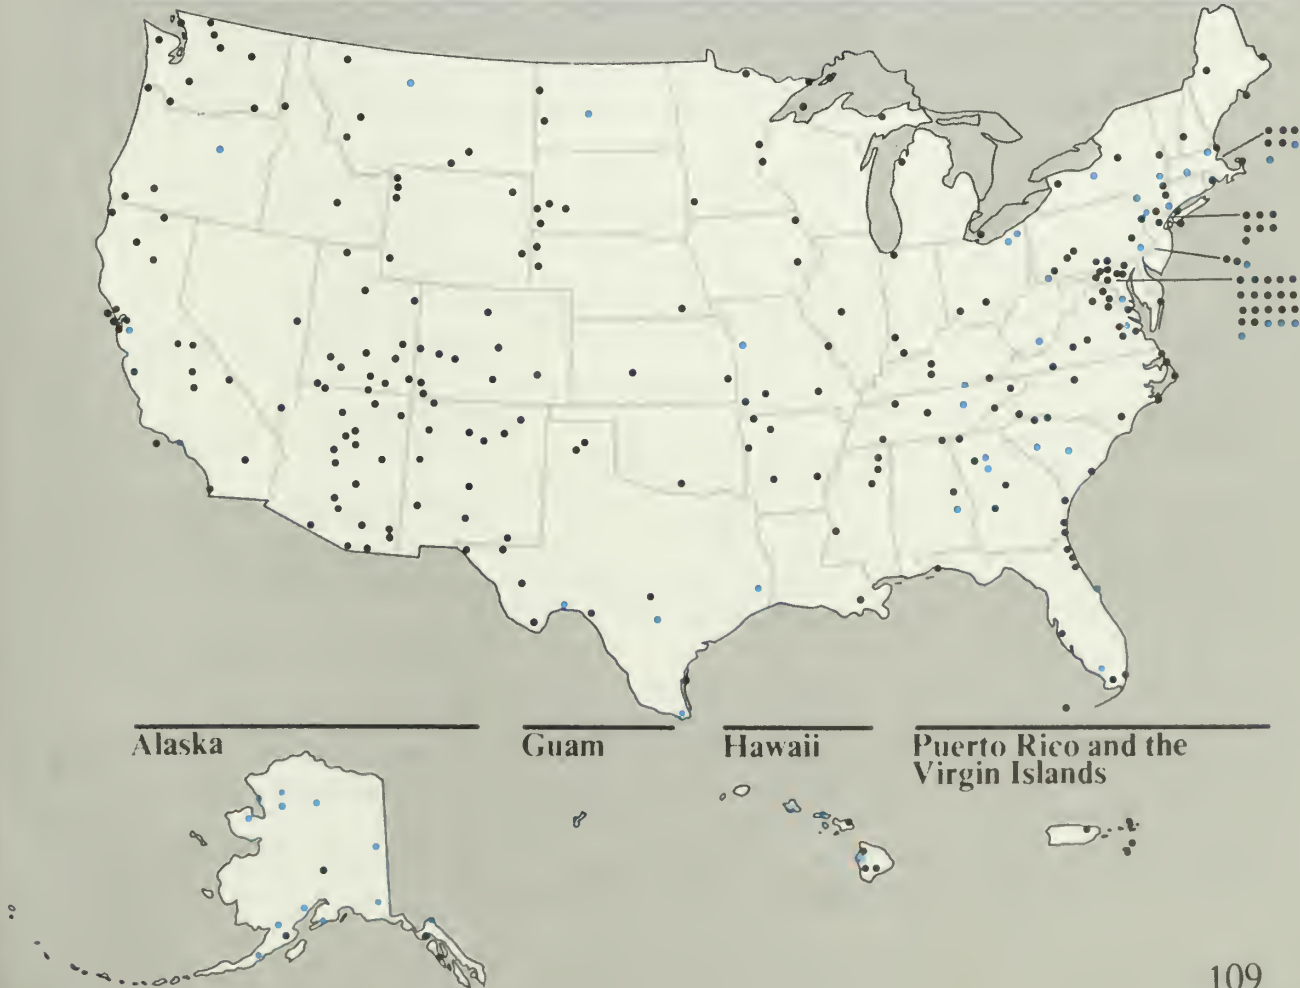 Alaska
Guam
Hawaii
Puerto Rico and the
Virgin Islands
109